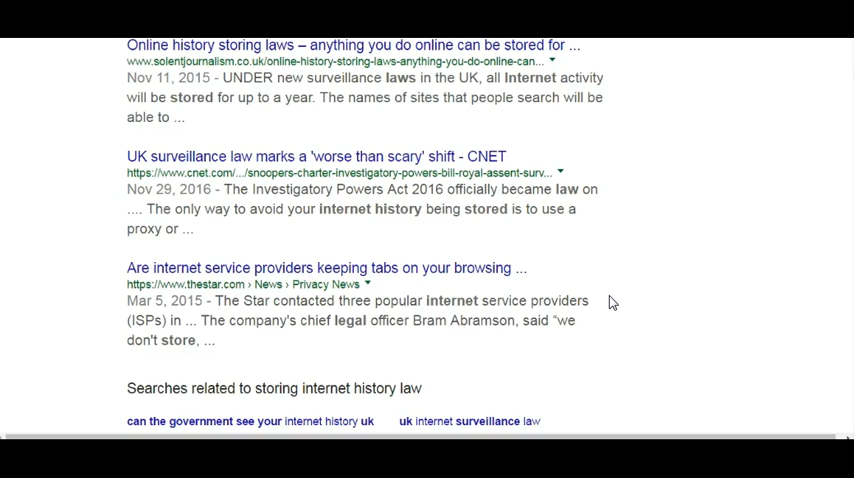 Online history storing laws – anything you do online can be stored for ...
www.solentjournalism.co.uk/online-history-storing-laws-anything-you-do-online-can...
Nov 11, 2015 - UNDER new surveillance laws in the UK, all Internet activity
will be stored for up to a year. The names of sites that people search will be
able to ...
UK surveillance law marks a 'worse than scary' shift - CNET
https://www.cnet.com/.../snoopers-charter-investigatory-powers-bill-royal-assent-surv...
Nov 29, 2016 - The Investigatory Powers Act 2016 officially became law on
.... The only way to avoid your internet history being stored is to use a
proxy or ...
Are internet service providers keeping tabs on your browsing ...
https://www.thestar.com › News › Privacy News
Mar 5, 2015 - The Star contacted three popular internet service providers
(ISPs) in ... The company's chief legal officer Bram Abramson, said “we
don't store, ...
Searches related to storing internet history law
can the government see your internet history uk uk internet surveillance law